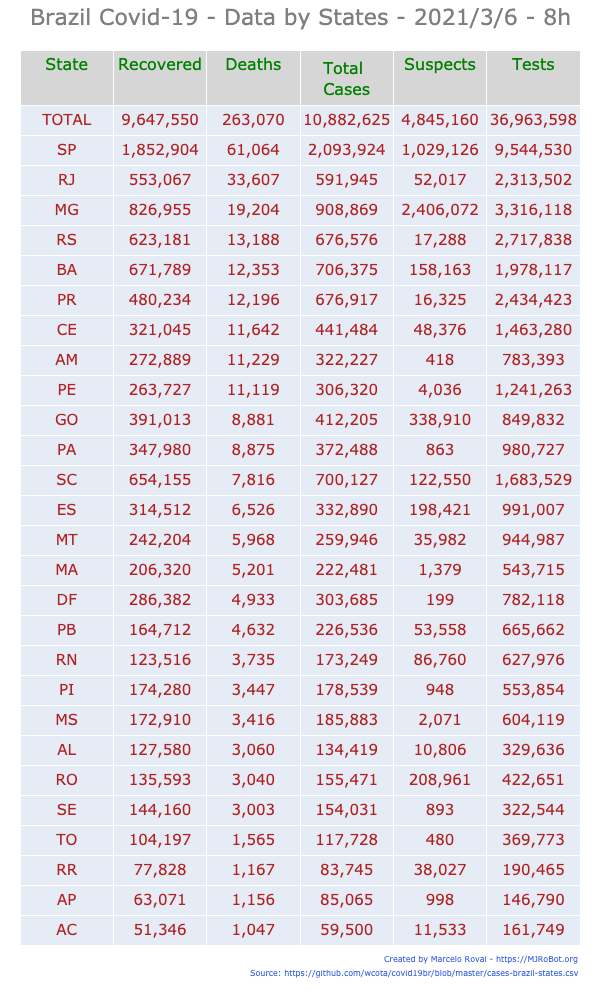 Brazil Covid-19 - Data by States - 2021/3/6 - 8h
State Recovered Deaths Total Cases Suspects Tests
TOTAL 9,647,550 263,070 10,882,625 4,845,160 36,963,598
SP 1,852,904 61,064 2,093,924 1,029,126 9,544,530
RJ 553,067 33,607 591,945 52,017 2,313,502
MG 826,955 19,204 908,869 2,406,072 3,316,118
RS 623,181 13,188 676,576 17,288 2,717,838
BA 671,789 12,353 706,375 158,163 1,978,117
PR 480,234 12,196 676,917 16,325 2,434,423
CE 321,045 11,642 441,484 48,376 1,463,280
AM 272,889 11,229 322,227 418 783,393
PE 263,727 11,119 306,320 4,036 1,241,263
GO 391,013 8,881 412,205 338,910 849,832
PA 347,980 8,875 372,488 863 980,727
SC 654,155 7,816 700,127 122,550 1,683,529
ES 314,512 6,526 332,890 198,421 991,007
MT 242,204 5,968 259,946 35,982 944,987
MA 206,320 5,201 222,481 1,379 543,715
DF 286,382 4,933 303,685 199 782,118
PB 164,712 4,632 226,536 53,558 665,662
RN 123,516 3,735 173,249 86,760 627,976
PI 174,280 3,447 178,539 948 553,854
MS 172,910 3,416 185,883 2,071 604,119
AL 127,580 3,060 134,419 10,806 329,636
RO 135,593 3,040 155,471 208,961 422,651
SE 144,160 3,003 154,031 893 322,544
TO 104,197 1,565 117,728 480 369,773
RR 77,828 1,167 83,745 38,027 190,465
AP 63,071 1,156 85,065 998 146,790
AC 51,346 1,047 59,500 11,533 161,749
Created by Marcelo Rovai - https://MJRoBot.org
Source: https://github.com/wcota/covid19br/blob/master/cases-brazil-states.csv